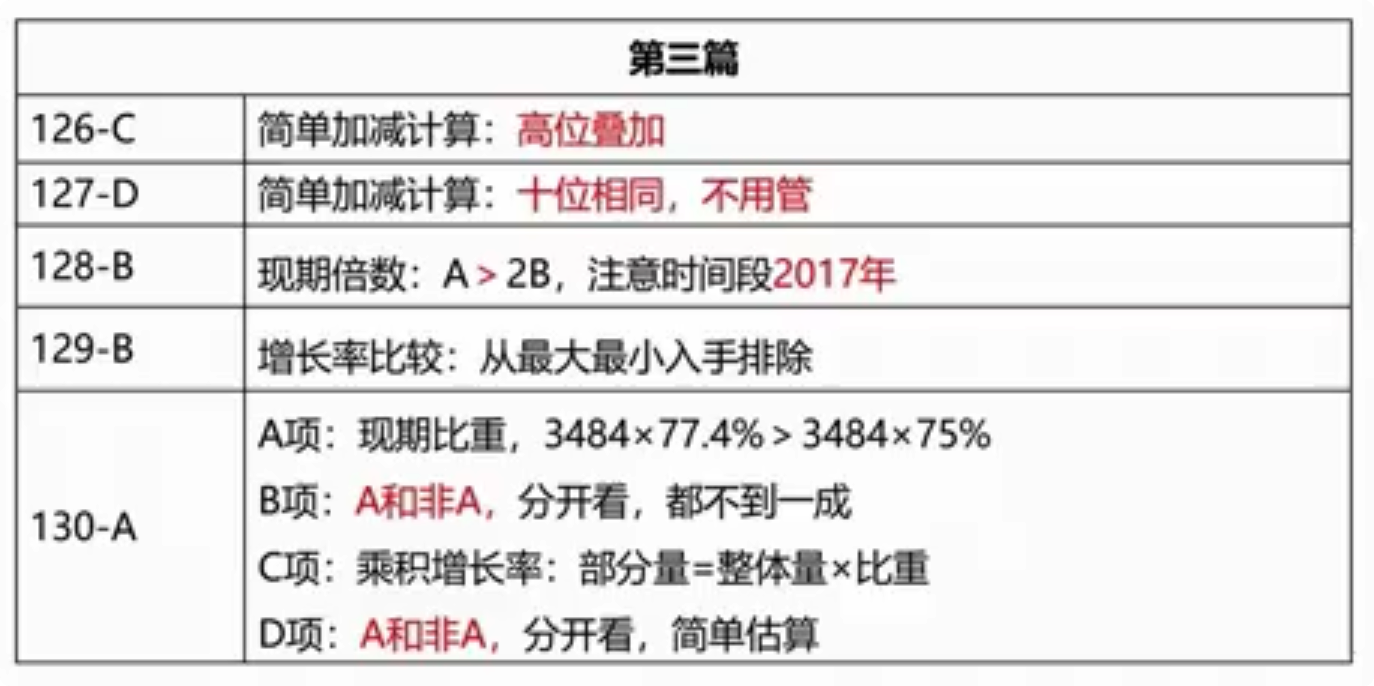 第三篇
126-C 简单加减计算：高位叠加
127-D 简单加减计算：十位相同，不用管
128-B 现期倍数：A > 2B，注意时间段2017年
129-B 增长率比较：从最大最小入手排除
130-A
A项：现期比重，3484×77.4% > 3484×75%
B项：A和非A，分开看，都不到一成
C项：乘积增长率：部分量=整体量×比重
D项：A和非A，分开看，简单估算